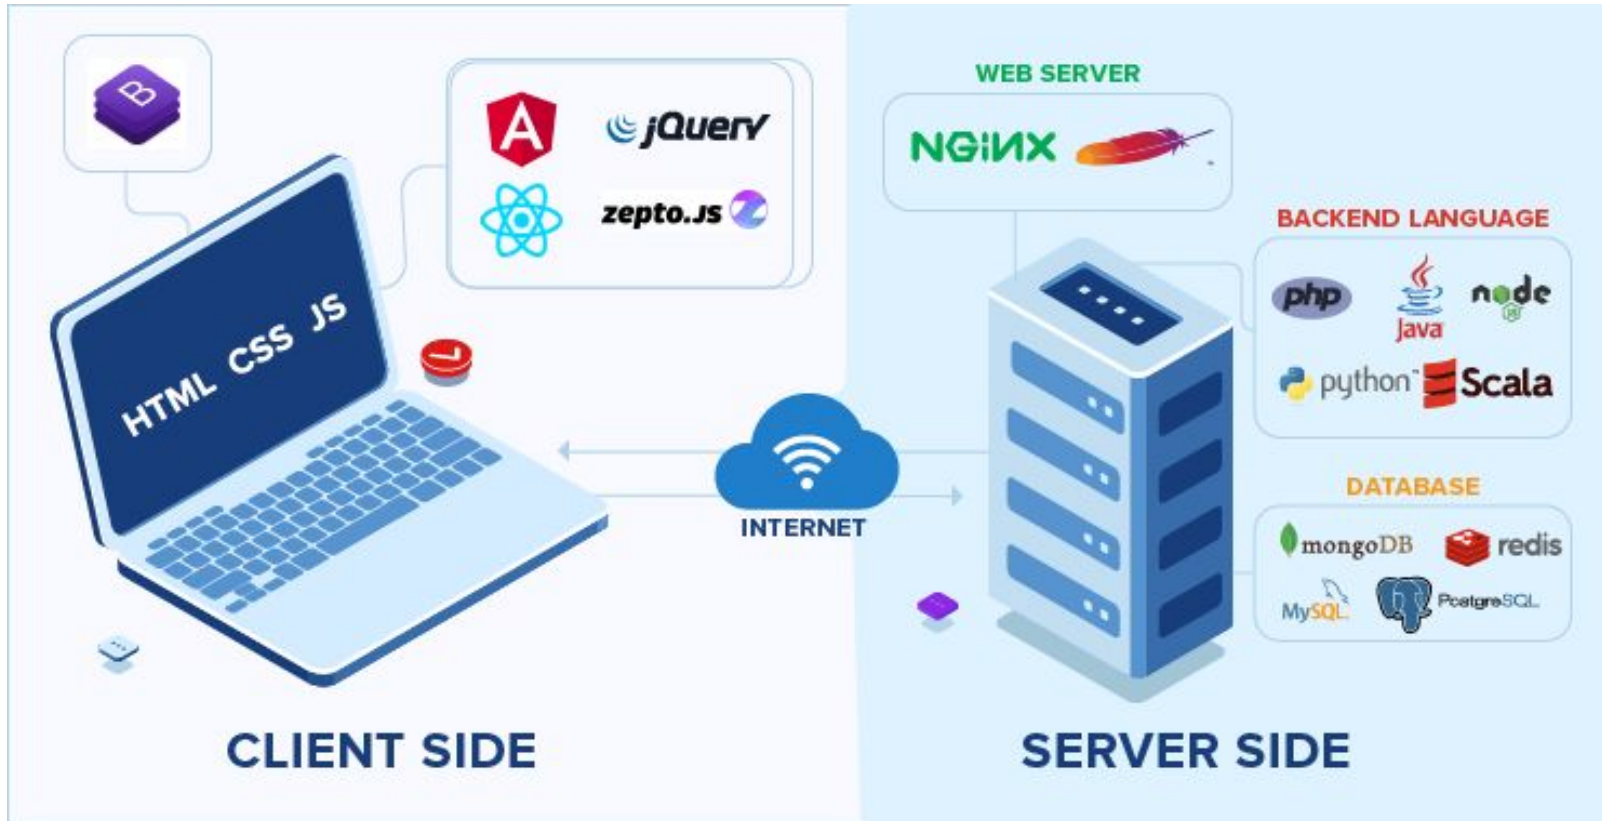 B
jQuery
zepto.js
HTML CSS JS
INTERNET
CLIENT SIDE
WEB SERVER
NGiNX
BACKEND LANGUAGE
php
Java
node
JS
python
Scala
DATABASE
mongoDB
redis
MySQL
PostgreSQL
SERVER SIDE
A